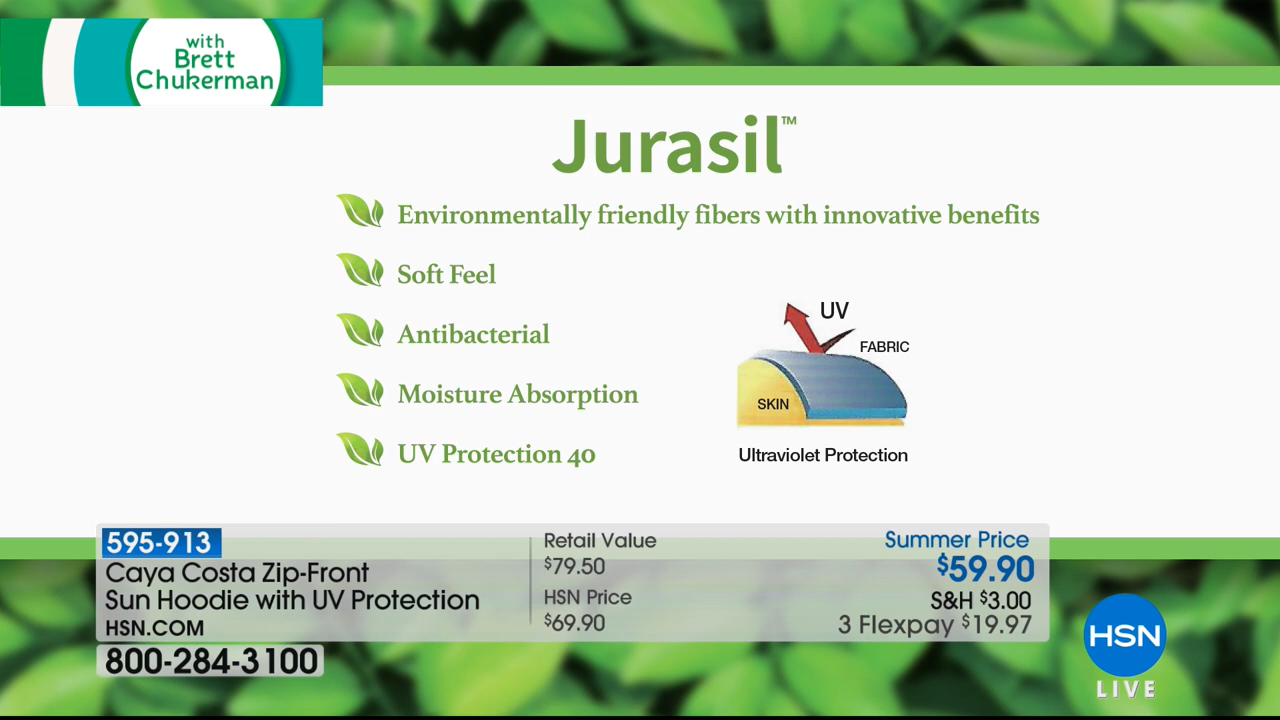 with
Brett
Chukerman
Jurasil™
Environmentally friendly fibers with innovative benefits
Soft Feel
Antibacterial
Moisture Absorption
UV Protection 40
UV
FABRIC
SKIN
Ultraviolet Protection
595-913
Caya Costa Zip-Front
Sun Hoodie with UV Protection
HSN.COM
800-284-3100
Retail Value
$79.50
HSN Price
$69.90
Summer Price
$59.90
S&H $3.00
3 Flexpay $19.97
HSN
LIVE